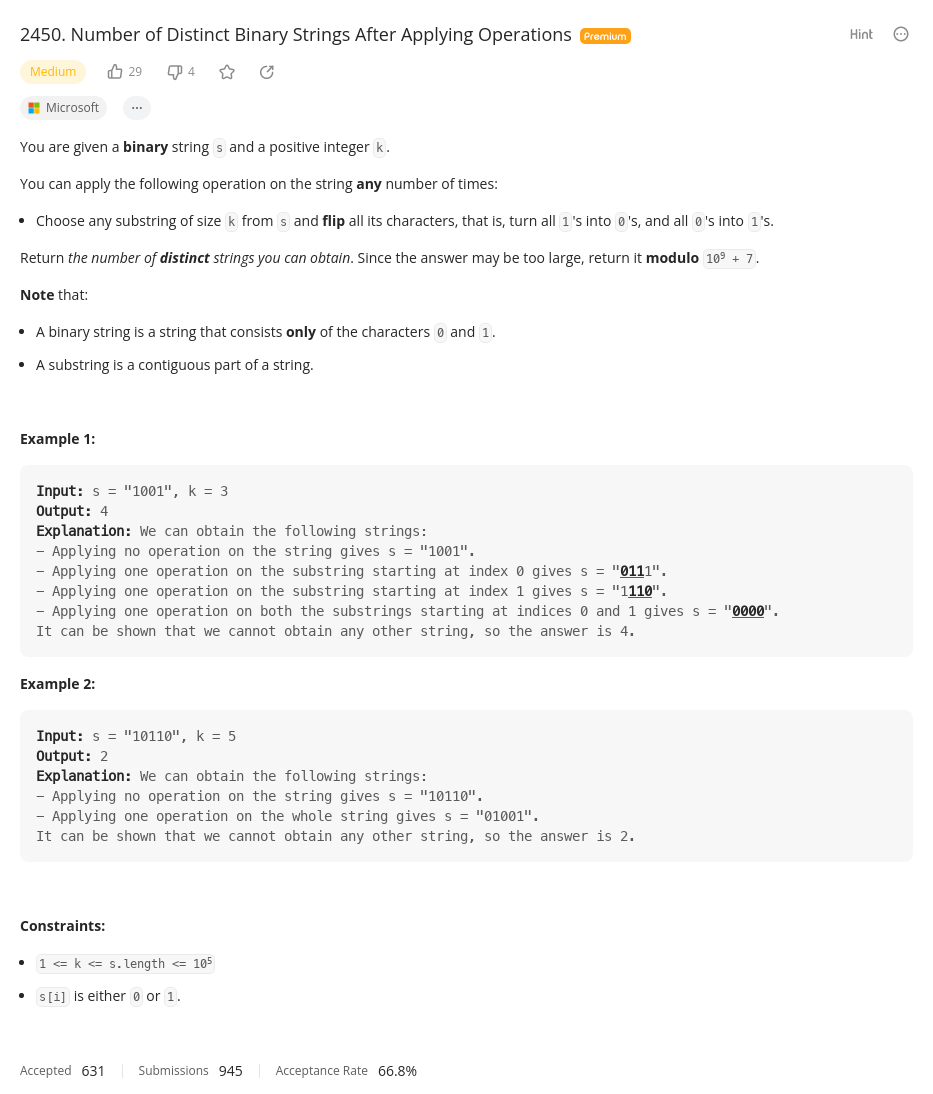 2450. Number of Distinct Binary Strings After Applying Operations Premium Hint
Medium 29 4
Microsoft ...
You are given a binary string s and a positive integer k.
You can apply the following operation on the string any number of times:
• Choose any substring of size k from s and flip all its characters, that is, turn all 1's into 0's, and all 0's into 1's.
Return the number of distinct strings you can obtain. Since the answer may be too large, return it modulo 10⁹ + 7.
Note that:
• A binary string is a string that consists only of the characters 0 and 1.
• A substring is a contiguous part of a string.
Example 1:
Input: s = "1001", k = 3
Output: 4
Explanation: We can obtain the following strings:
- Applying no operation on the string gives s = "1001".
- Applying one operation on the substring starting at index 0 gives s = "0111".
- Applying one operation on the substring starting at index 1 gives s = "1110".
- Applying one operation on both the substrings starting at indices 0 and 1 gives s = "0000".
It can be shown that we cannot obtain any other string, so the answer is 4.
Example 2:
Input: s = "10110", k = 5
Output: 2
Explanation: We can obtain the following strings:
- Applying no operation on the string gives s = "10110".
- Applying one operation on the whole string gives s = "01001".
It can be shown that we cannot obtain any other string, so the answer is 2.
Constraints:
• 1 <= k <= s.length <= 10⁵
• s[i] is either 0 or 1.
Accepted 631 Submissions 945 Acceptance Rate 66.8%